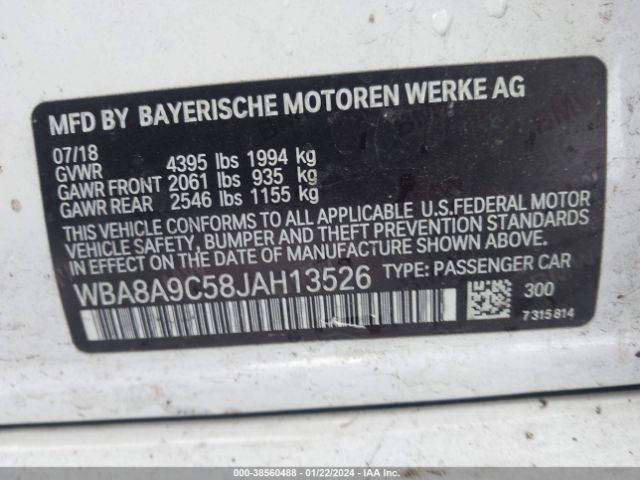 MFD BY BAYERISCHE MOTOREN WERKE AG
07/18
GVWR 4395 lbs 1994 kg
GAWR FRONT 2061 lbs 935 kg
GAWR REAR 2546 lbs 1155 kg
THIS VEHICLE CONFORMS TO ALL APPLICABLE U.S.FEDERAL MOTOR
VEHICLE SAFETY, BUMPER AND THEFT PREVENTION STANDARDS
IN EFFECT ON THE DATE OF MANUFACTURE SHOWN ABOVE.
WBA8A9C58JAH13526 TYPE: PASSENGER CAR
300
7315814
© COPYRIGHT - 38560488 - 01/22/2024 - IAA Inc.